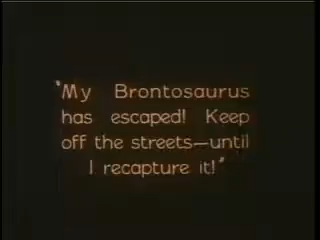 "My Brontosaurus
has escaped! Keep
off the streets—until
I recapture it!"